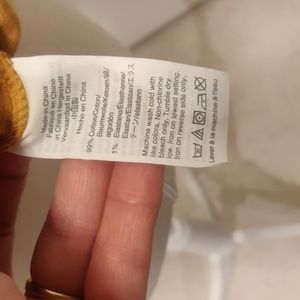 Made in China
Fabriqué en Chine
In China Hergestellt
Vervaardigd in China
中国製
Hecho en China
99% Cotton/Coton/
Baumwolle/Katoen/綿/
algodón
1% Elastane/Élasthanne/
Elastan/Elastaan/エラス
ターン/elastano
Machine wash cold with
like colors. Non-chlorine
bleach only. Tumble dry
low. Iron on lowest setting.
Iron on reverse side only.
Laver à la machine à l'eau